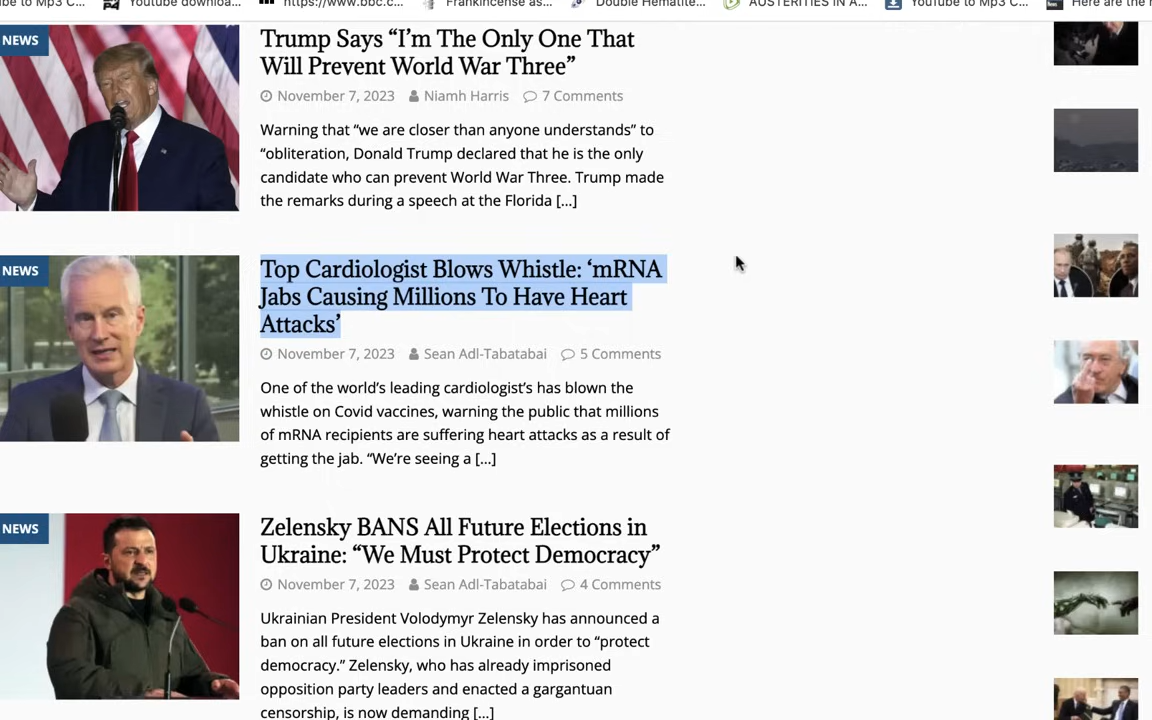 be to Mp3 C... Youtube downloa... https://www.bbc.c... Frankincense as... Double Hematite... AUSTERITIES IN A... YouTube to Mp3 C... Here are the
NEWS
Trump Says “I’m The Only One That
Will Prevent World War Three”
November 7, 2023 Niamh Harris 7 Comments
Warning that “we are closer than anyone understands” to
“obliteration, Donald Trump declared that he is the only
candidate who can prevent World War Three. Trump made
the remarks during a speech at the Florida [...]
NEWS
Top Cardiologist Blows Whistle: ‘mRNA
Jabs Causing Millions To Have Heart
Attacks’
November 7, 2023 Sean Adl-Tabatabai 5 Comments
One of the world’s leading cardiologist’s has blown the
whistle on Covid vaccines, warning the public that millions
of mRNA recipients are suffering heart attacks as a result of
getting the jab. “We’re seeing a [...]
NEWS
Zelensky BANS All Future Elections in
Ukraine: “We Must Protect Democracy”
November 7, 2023 Sean Adl-Tabatabai 4 Comments
Ukrainian President Volodymyr Zelensky has announced a
ban on all future elections in Ukraine in order to “protect
democracy.” Zelensky, who has already imprisoned
opposition party leaders and enacted a gargantuan
censorship, is now demanding [...]